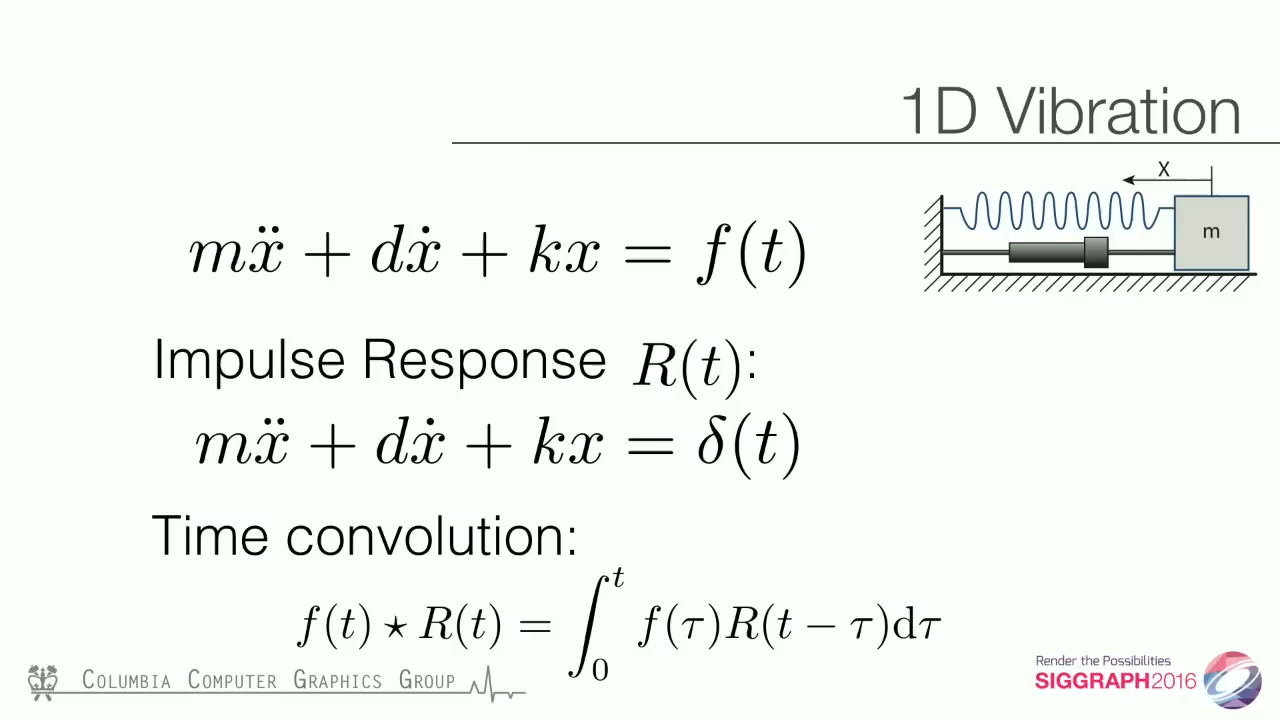 1D Vibration
X
m
mẍ + dẋ + kx = f(t)
Impulse Response R(t):
mẍ + dẋ + kx = δ(t)
Time convolution:
f(t) ⋆ R(t) = ∫₀ᵗ f(τ)R(t − τ)dτ
Columbia Computer Graphics Group
Render the Possibilities
SIGGRAPH2016